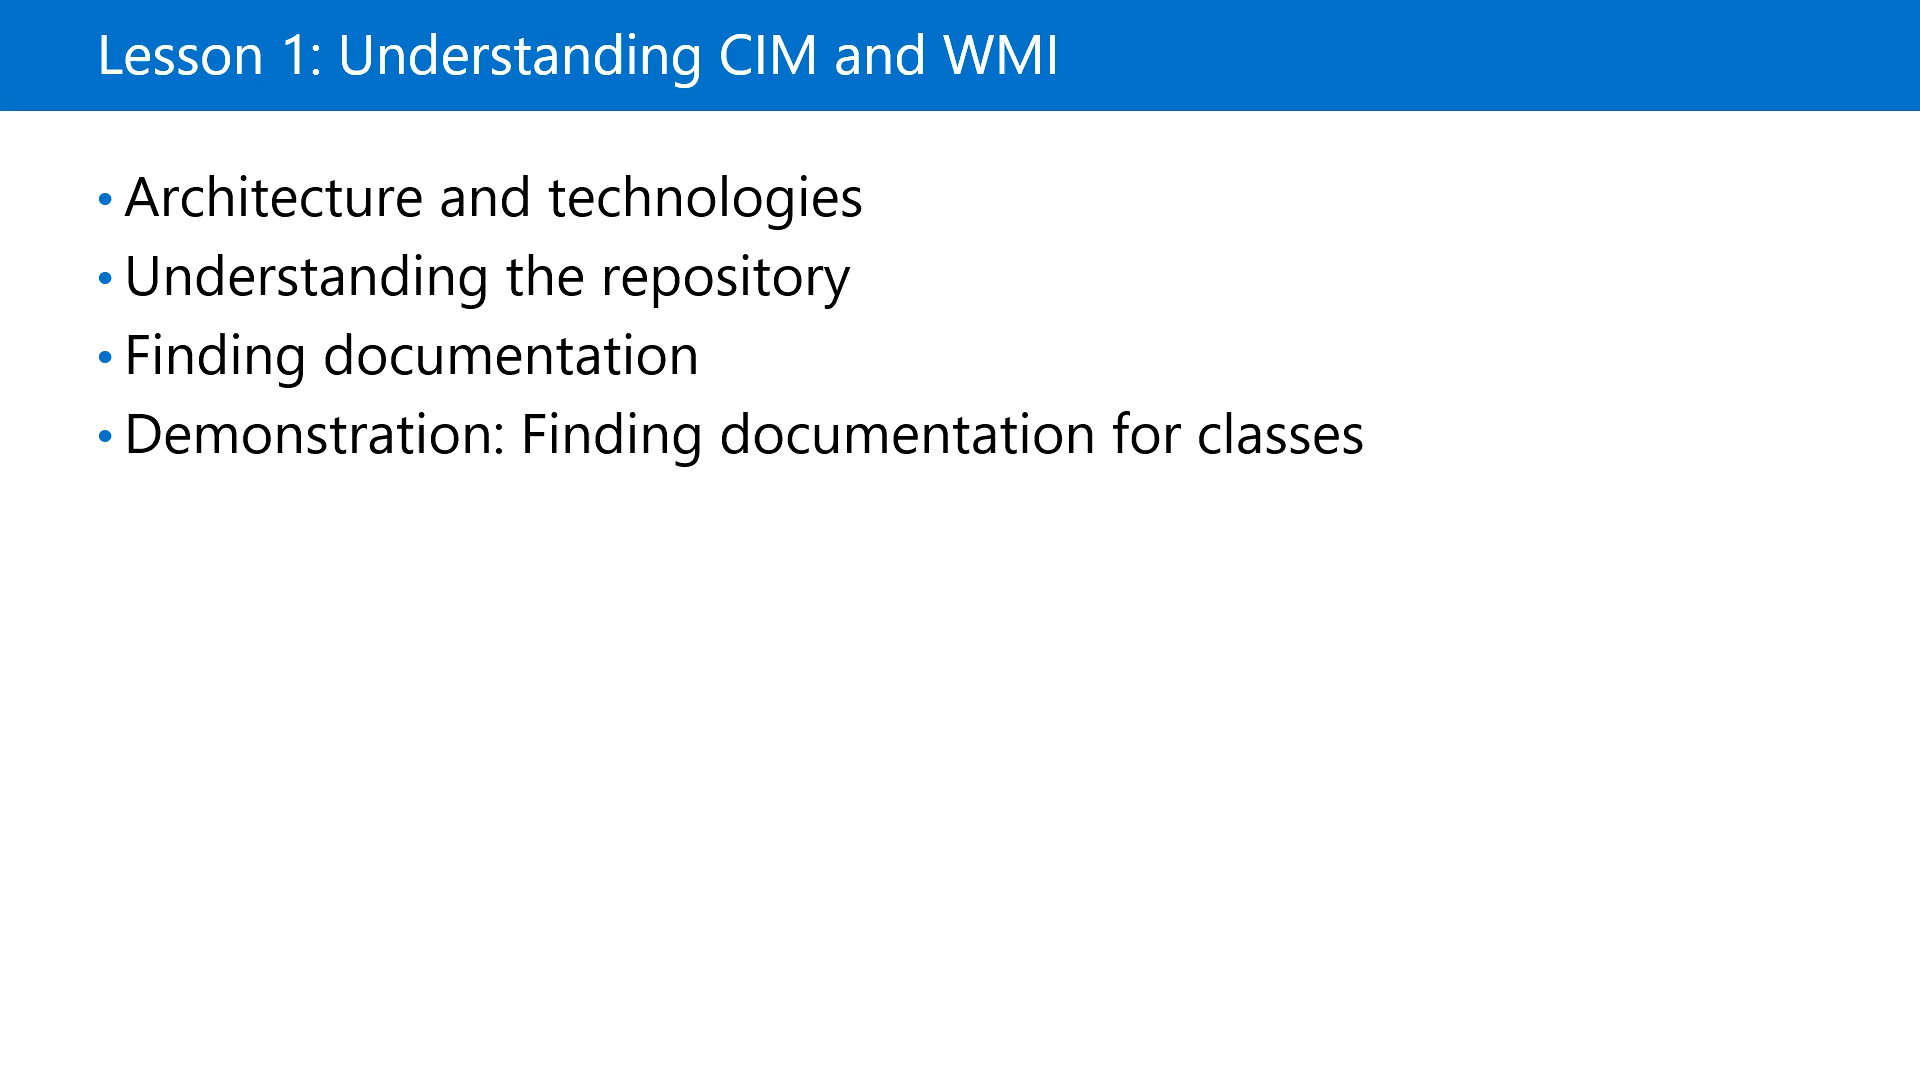 Lesson 1: Understanding CIM and WMI
• Architecture and technologies
• Understanding the repository
• Finding documentation
• Demonstration: Finding documentation for classes